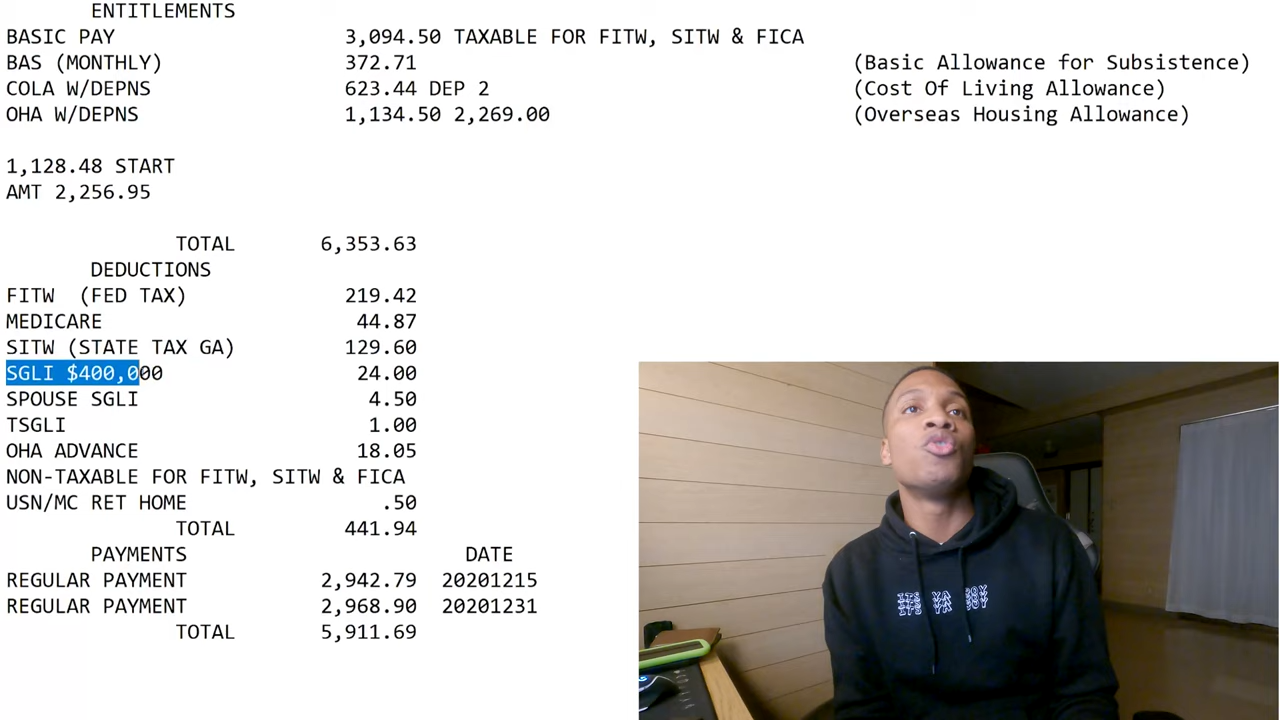 ENTITLEMENTS
BASIC PAY 3,094.50 TAXABLE FOR FITW, SITW & FICA
BAS (MONTHLY) 372.71 (Basic Allowance for Subsistence)
COLA W/DEPNS 623.44 DEP 2 (Cost Of Living Allowance)
OHA W/DEPNS 1,134.50 2,269.00 (Overseas Housing Allowance)
1,128.48 START
AMT 2,256.95
TOTAL 6,353.63
DEDUCTIONS
FITW (FED TAX) 219.42
MEDICARE 44.87
SITW (STATE TAX GA) 129.60
SGLI $400,000 24.00
SPOUSE SGLI 4.50
TSGLI 1.00
OHA ADVANCE 18.05
NON-TAXABLE FOR FITW, SITW & FICA
USN/MC RET HOME .50
TOTAL 441.94
PAYMENTS DATE
REGULAR PAYMENT 2,942.79 20201215
REGULAR PAYMENT 2,968.90 20201231
TOTAL 5,911.69